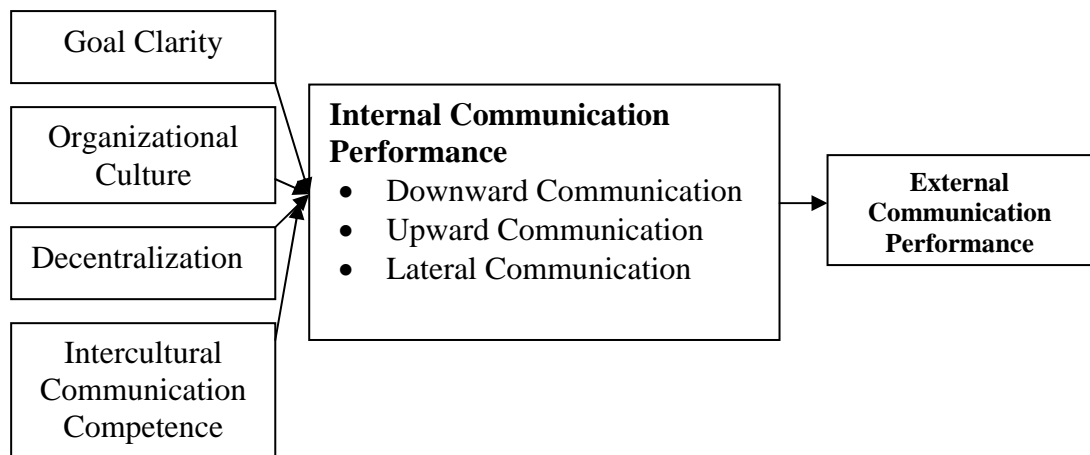 Goal Clarity
Organizational
Culture
Decentralization
Intercultural
Communication
Competence
Internal Communication
Performance
• Downward Communication
• Upward Communication
• Lateral Communication
External
Communication
Performance